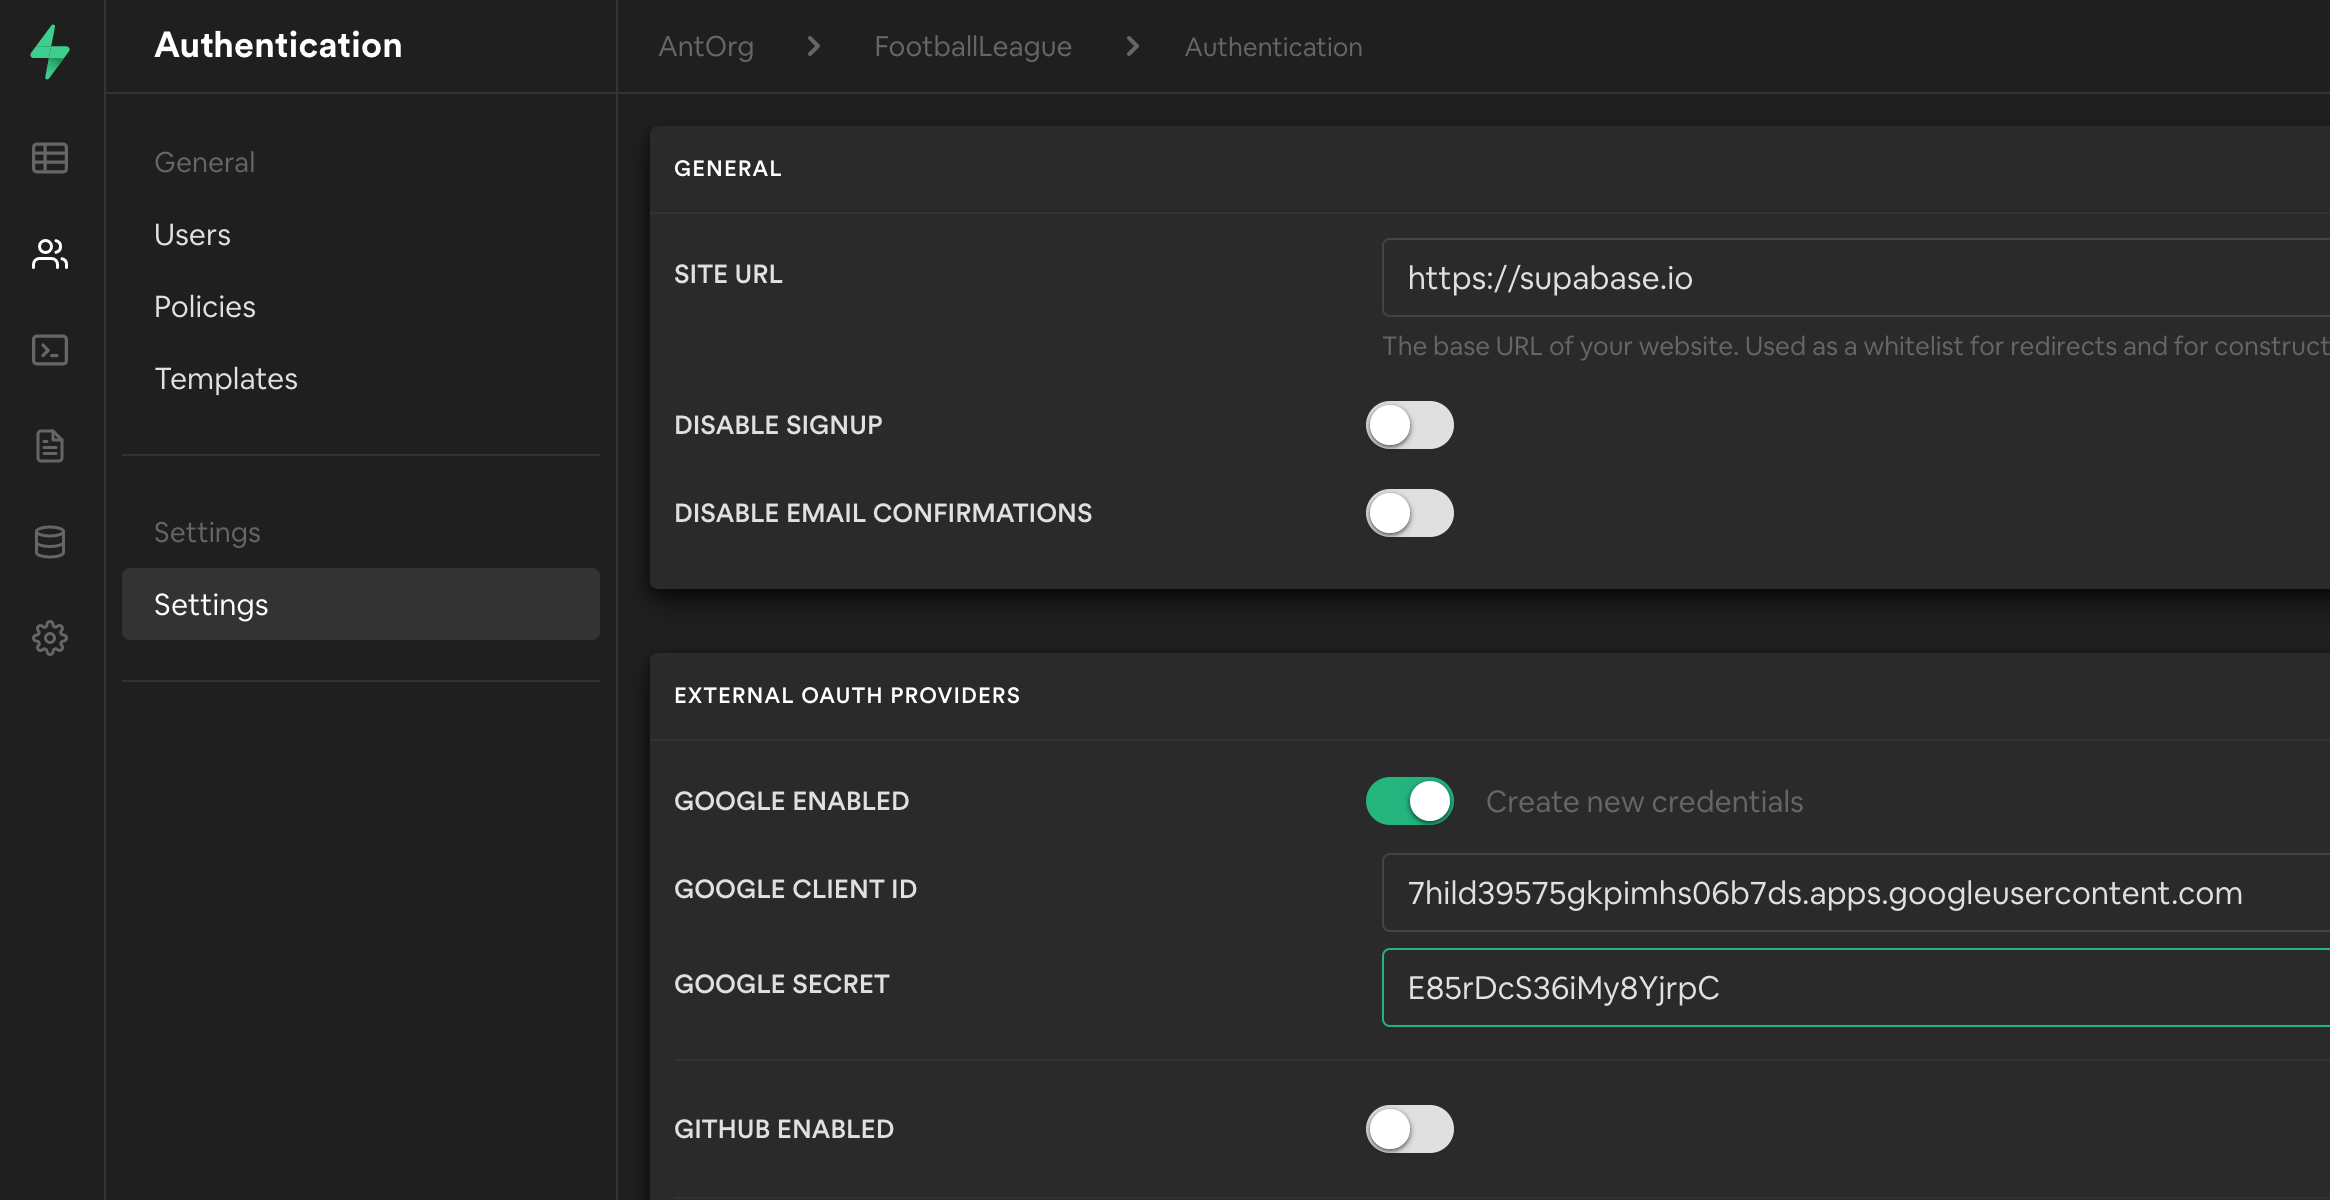 Authentication
AntOrg > FootballLeague > Authentication
General
Users
Policies
Templates
Settings
Settings
GENERAL
SITE URL
https://supabase.io
The base URL of your website. Used as a whitelist for redirects and for construct
DISABLE SIGNUP
DISABLE EMAIL CONFIRMATIONS
EXTERNAL OAUTH PROVIDERS
GOOGLE ENABLED
Create new credentials
GOOGLE CLIENT ID
7hild39575gkpimhs06b7ds.apps.googleusercontent.com
GOOGLE SECRET
E85rDcS36iMy8YjrpC
GITHUB ENABLED